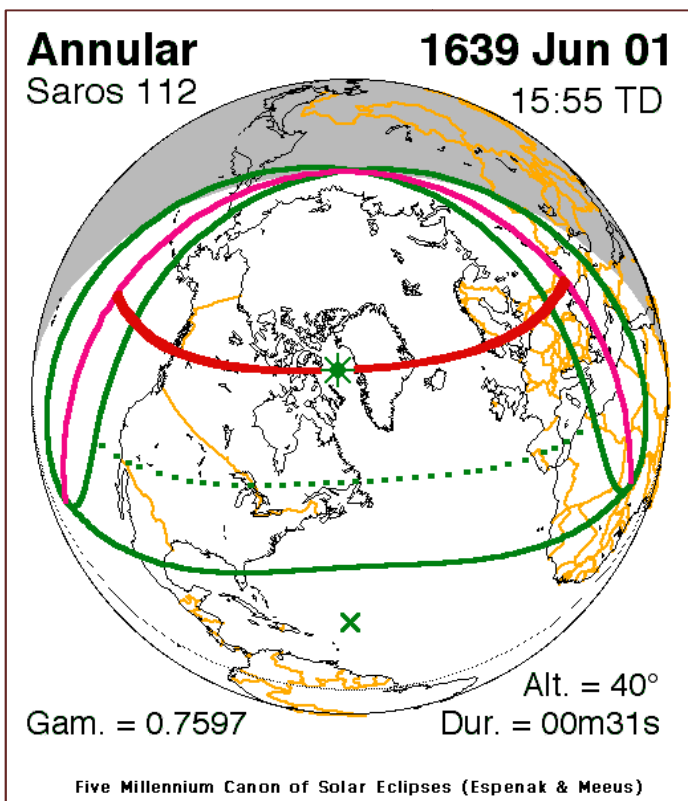 Annular 1639 Jun 01
Saros 112 15:55 TD
Alt. = 40°
Gam. = 0.7597 Dur. = 00m31s
Five Millennium Canon of Solar Eclipses (Espenak & Meeus)